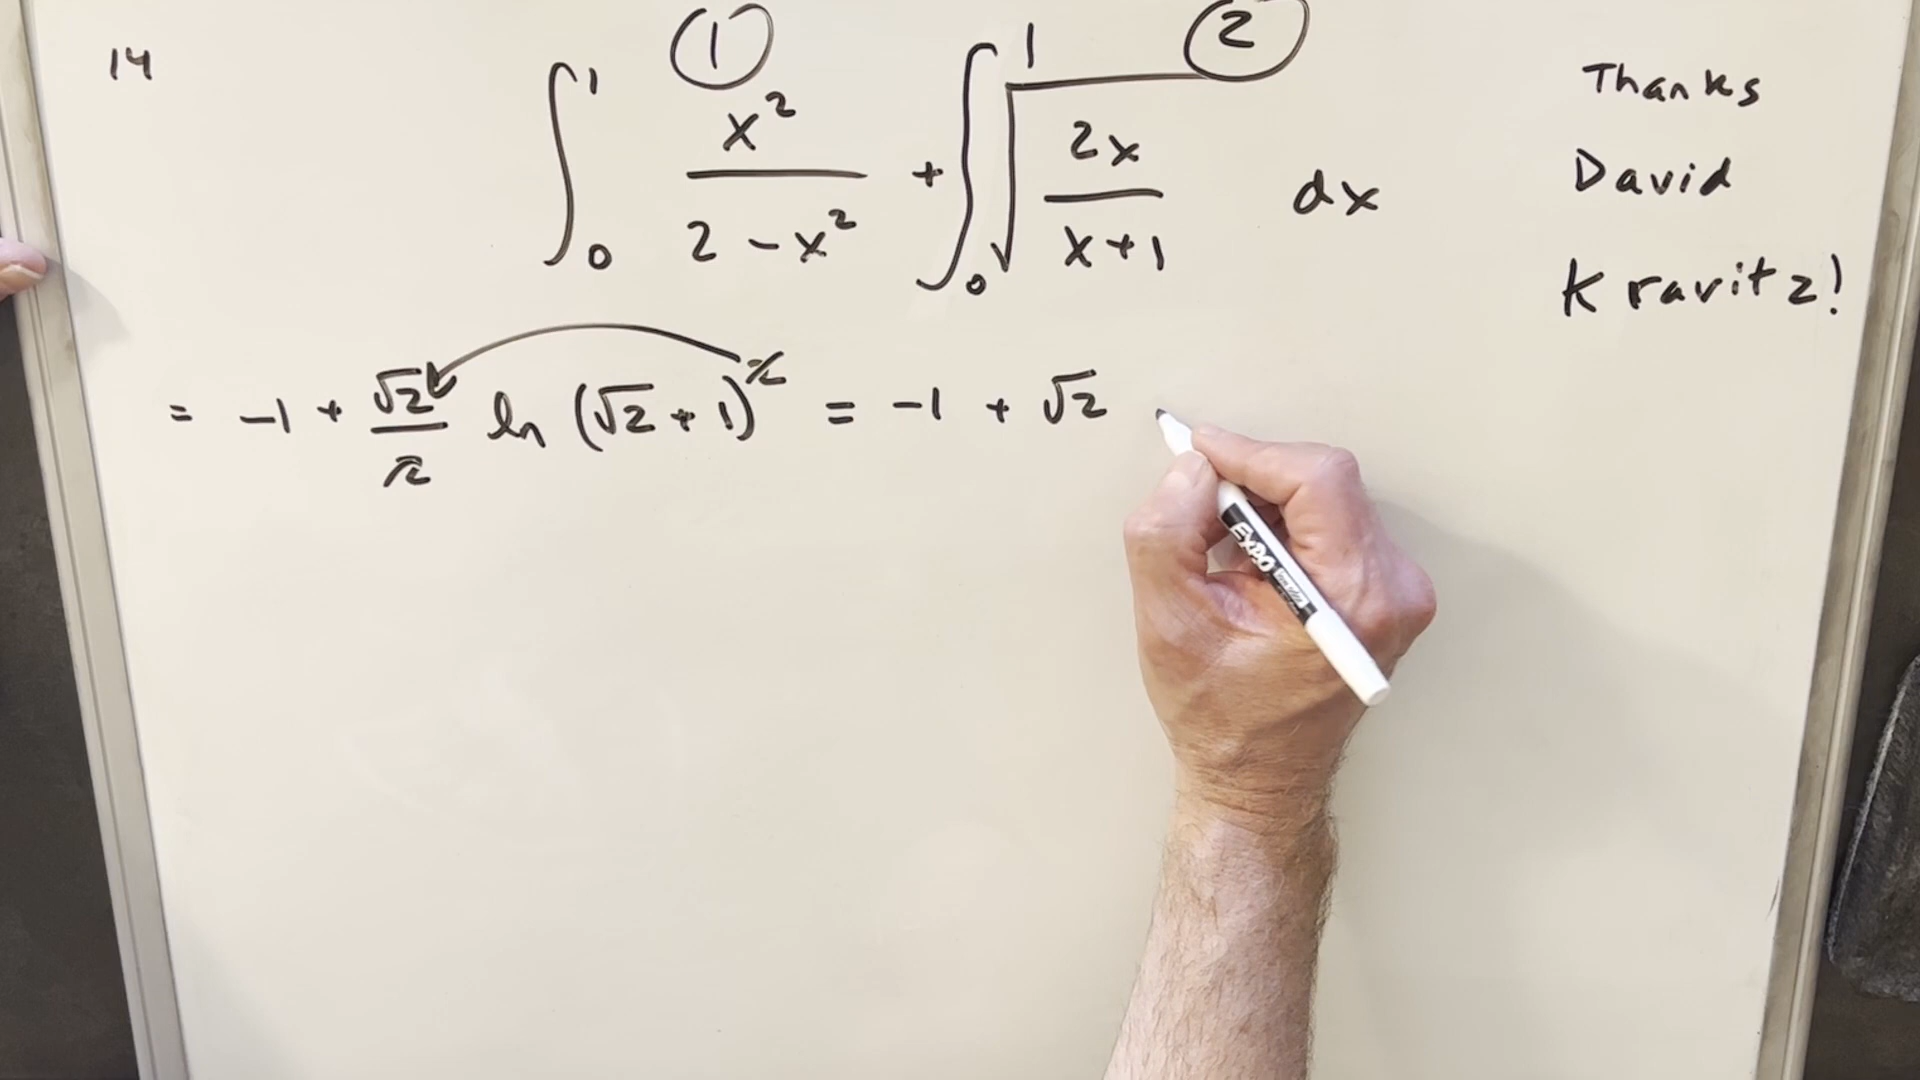 14
① ②
∫₀¹ x²/(2 - x²) + ∫₀¹ √(2x/(x+1)) dx
Thanks
David
Kravitz!
= -1 + √2/2 ln (√2 + 1)² = -1 + √2
EXPO